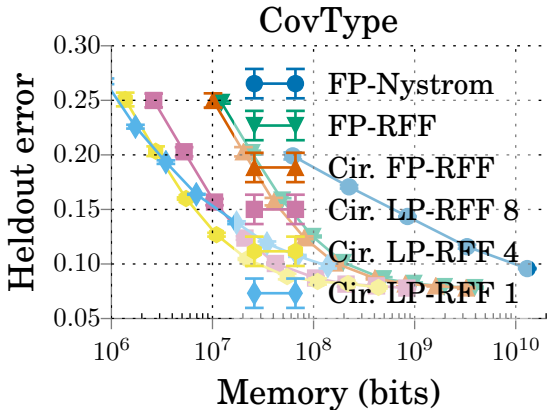 CovType
Heldout error
0.30
0.25
0.20
0.15
0.10
0.05
FP-Nystrom
FP-RFF
Cir. FP-RFF
Cir. LP-RFF 8
Cir. LP-RFF 4
Cir. LP-RFF 1
10^6 10^7 10^8 10^9 10^10
Memory (bits)